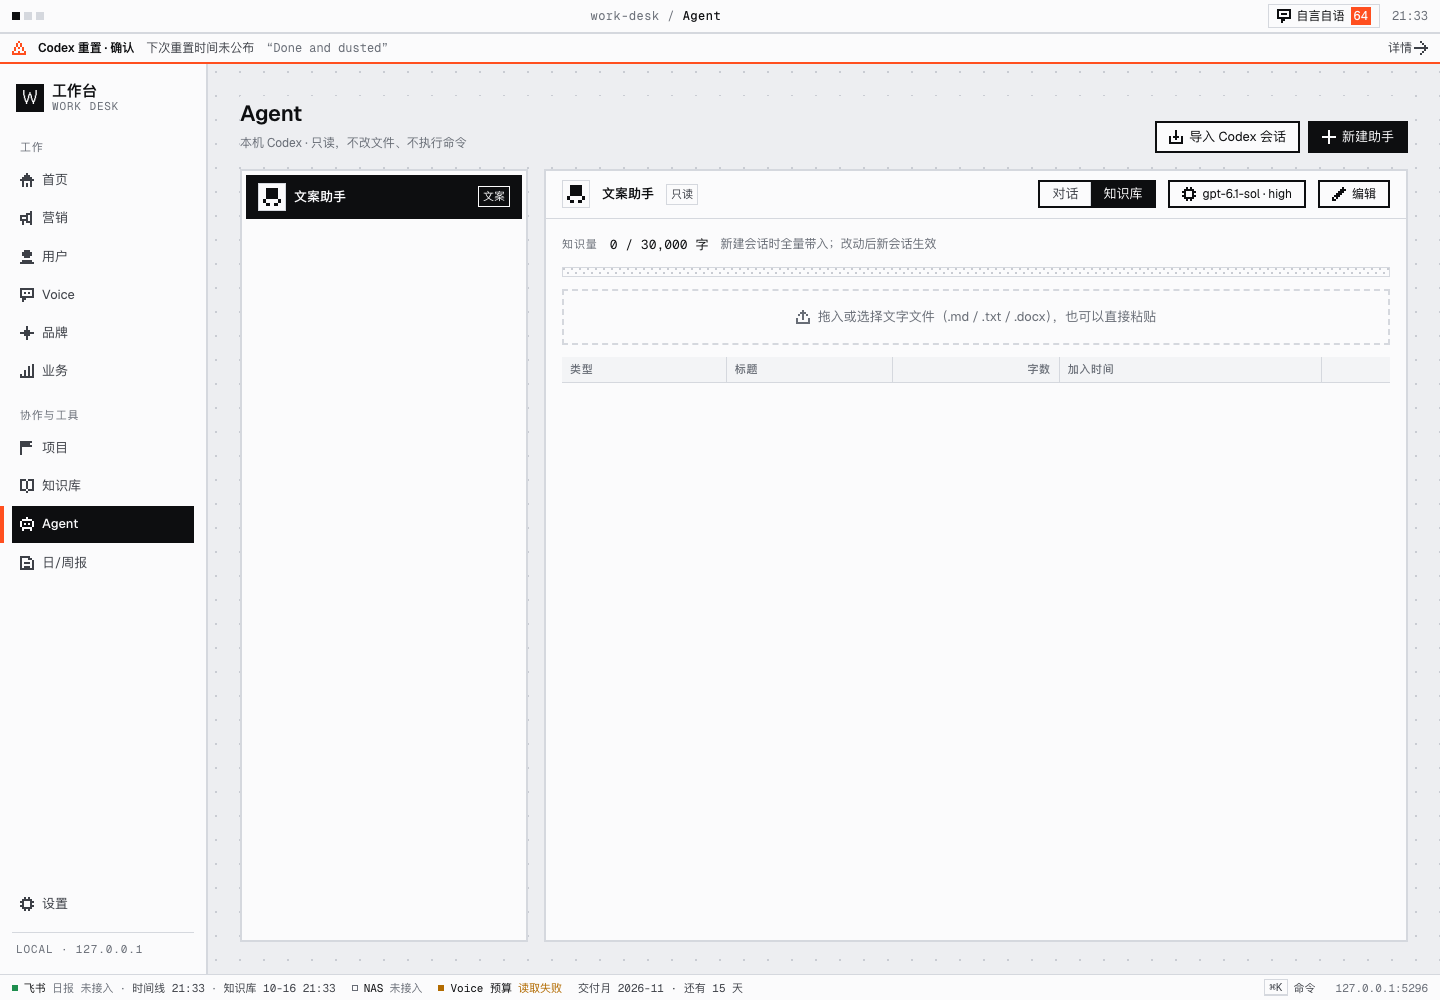 work-desk / Agent
自言自语 64
21:33
Codex 重置 · 确认 下次重置时间未公布 “Done and dusted”
详情
W 工作台
WORK DESK
工作
首页
营销
用户
Voice
品牌
业务
协作与工具
项目
知识库
Agent
日/周报
设置
LOCAL · 127.0.0.1
Agent
本机 Codex · 只读，不改文件、不执行命令
导入 Codex 会话
新建助手
文案助手 文案
文案助手 只读
对话 知识库
gpt-6.1-sol · high
编辑
知识量 0 / 30,000 字 新建会话时全量带入；改动后新会话生效
拖入或选择文字文件（.md / .txt / .docx），也可以直接粘贴
类型 标题 字数 加入时间
飞书 日报 未接入 · 时间线 21:33 · 知识库 10-16 21:33
NAS 未接入
Voice 预算 读取失败
交付月 2026-11 · 还有 15 天
⌘K 命令
127.0.0.1:5296